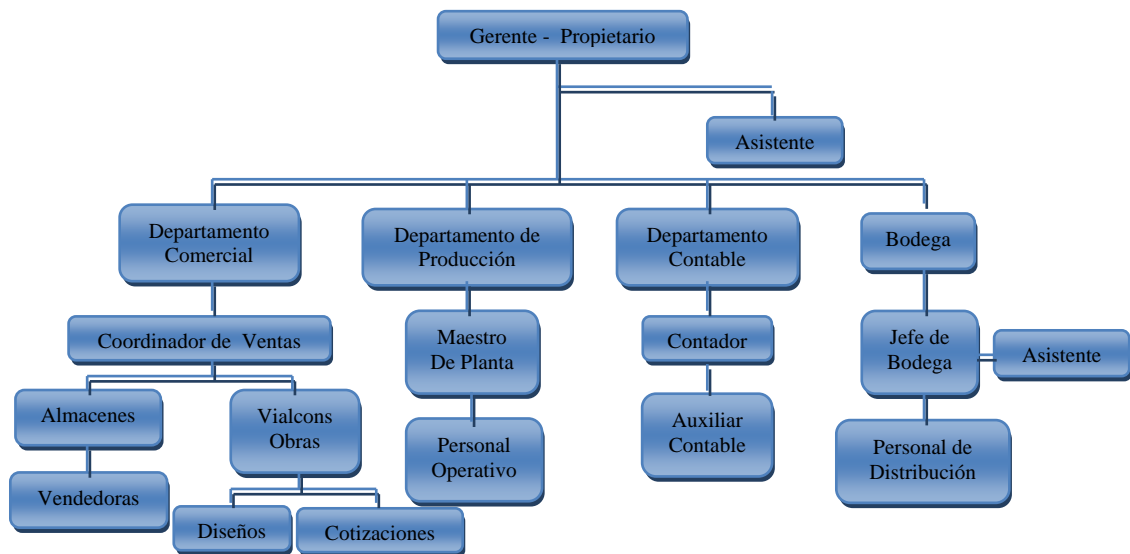 Gerente - Propietario
Asistente
Departamento
Comercial
Departamento de
Producción
Departamento
Contable
Bodega
Coordinador de Ventas
Maestro
De Planta
Contador
Jefe de
Bodega
Asistente
Almacenes
Vialcons
Obras
Personal
Operativo
Auxiliar
Contable
Personal de
Distribución
Vendedoras
Diseños
Cotizaciones